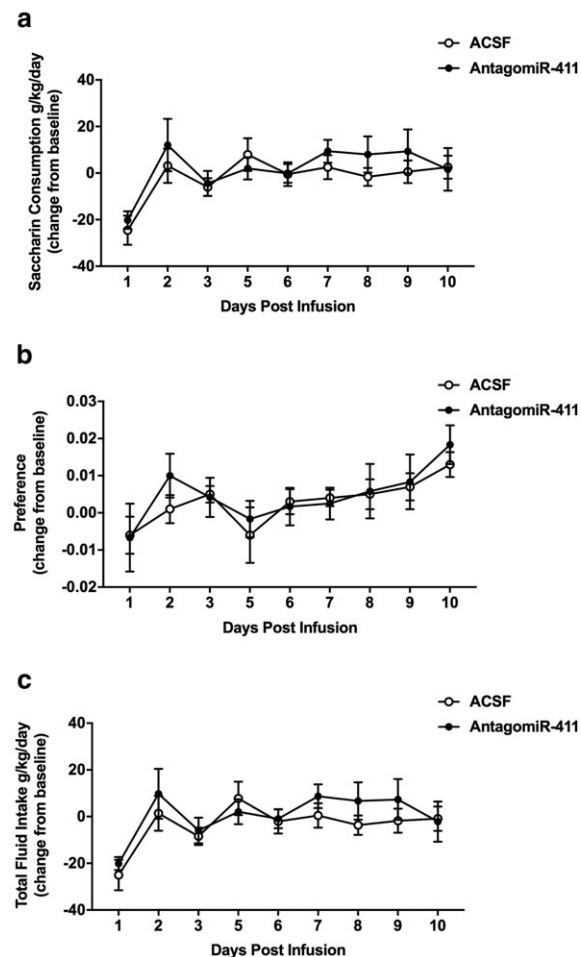 a
ACSF
AntagomiR-411
Saccharin Consumption g/kg/day
(change from baseline)
40
20
0
-20
-40
1 2 3 5 6 7 8 9 10
Days Post Infusion
b
ACSF
AntagomiR-411
Preference
(change from baseline)
0.03
0.02
0.01
0.00
-0.01
-0.02
1 2 3 5 6 7 8 9 10
Days Post Infusion
c
ACSF
AntagomiR-411
Total Fluid Intake g/kg/day
(change from baseline)
40
20
0
-20
-40
1 2 3 5 6 7 8 9 10
Days Post Infusion